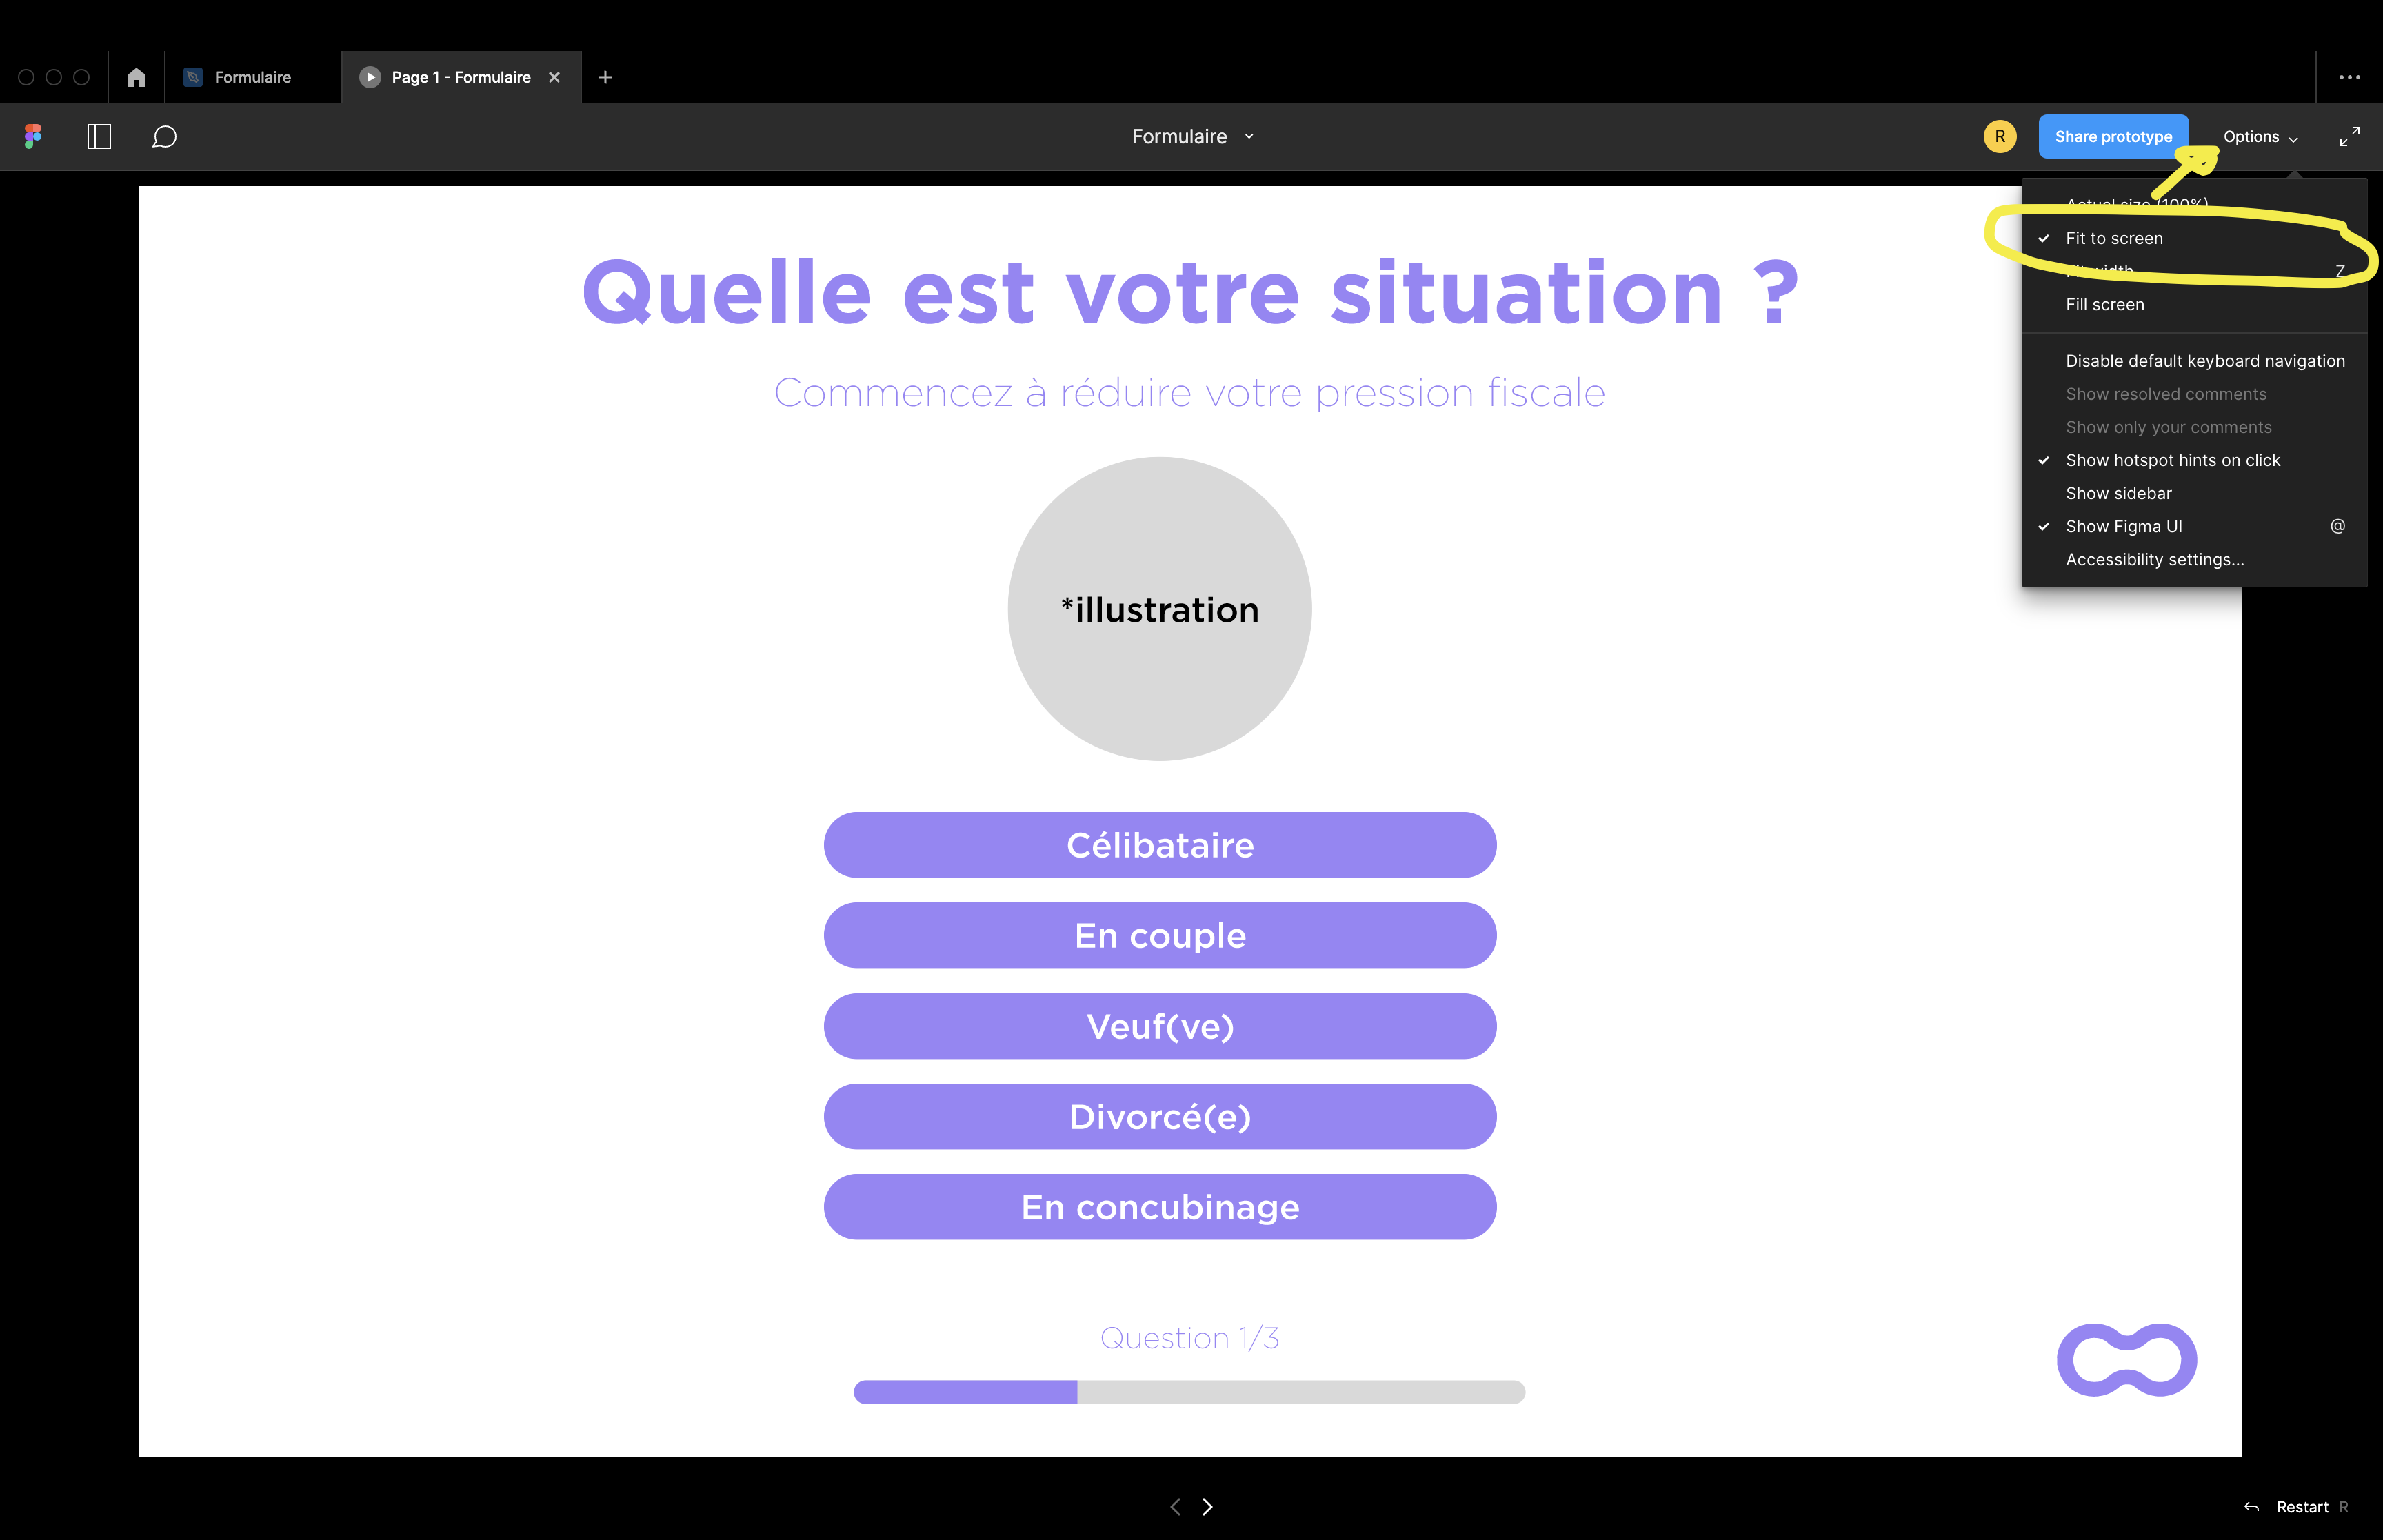 Formulaire
Page 1 - Formulaire
Formulaire
R
Share prototype
Options
Actual size (100%)
Fit to screen
Fit width Z
Fill screen
Disable default keyboard navigation
Show resolved comments
Show only your comments
Show hotspot hints on click
Show sidebar
Show Figma UI @
Accessibility settings...
Quelle est votre situation ?
Commencez à réduire votre pression fiscale
*illustration
Célibataire
En couple
Veuf(ve)
Divorcé(e)
En concubinage
Question 1/3
Restart R